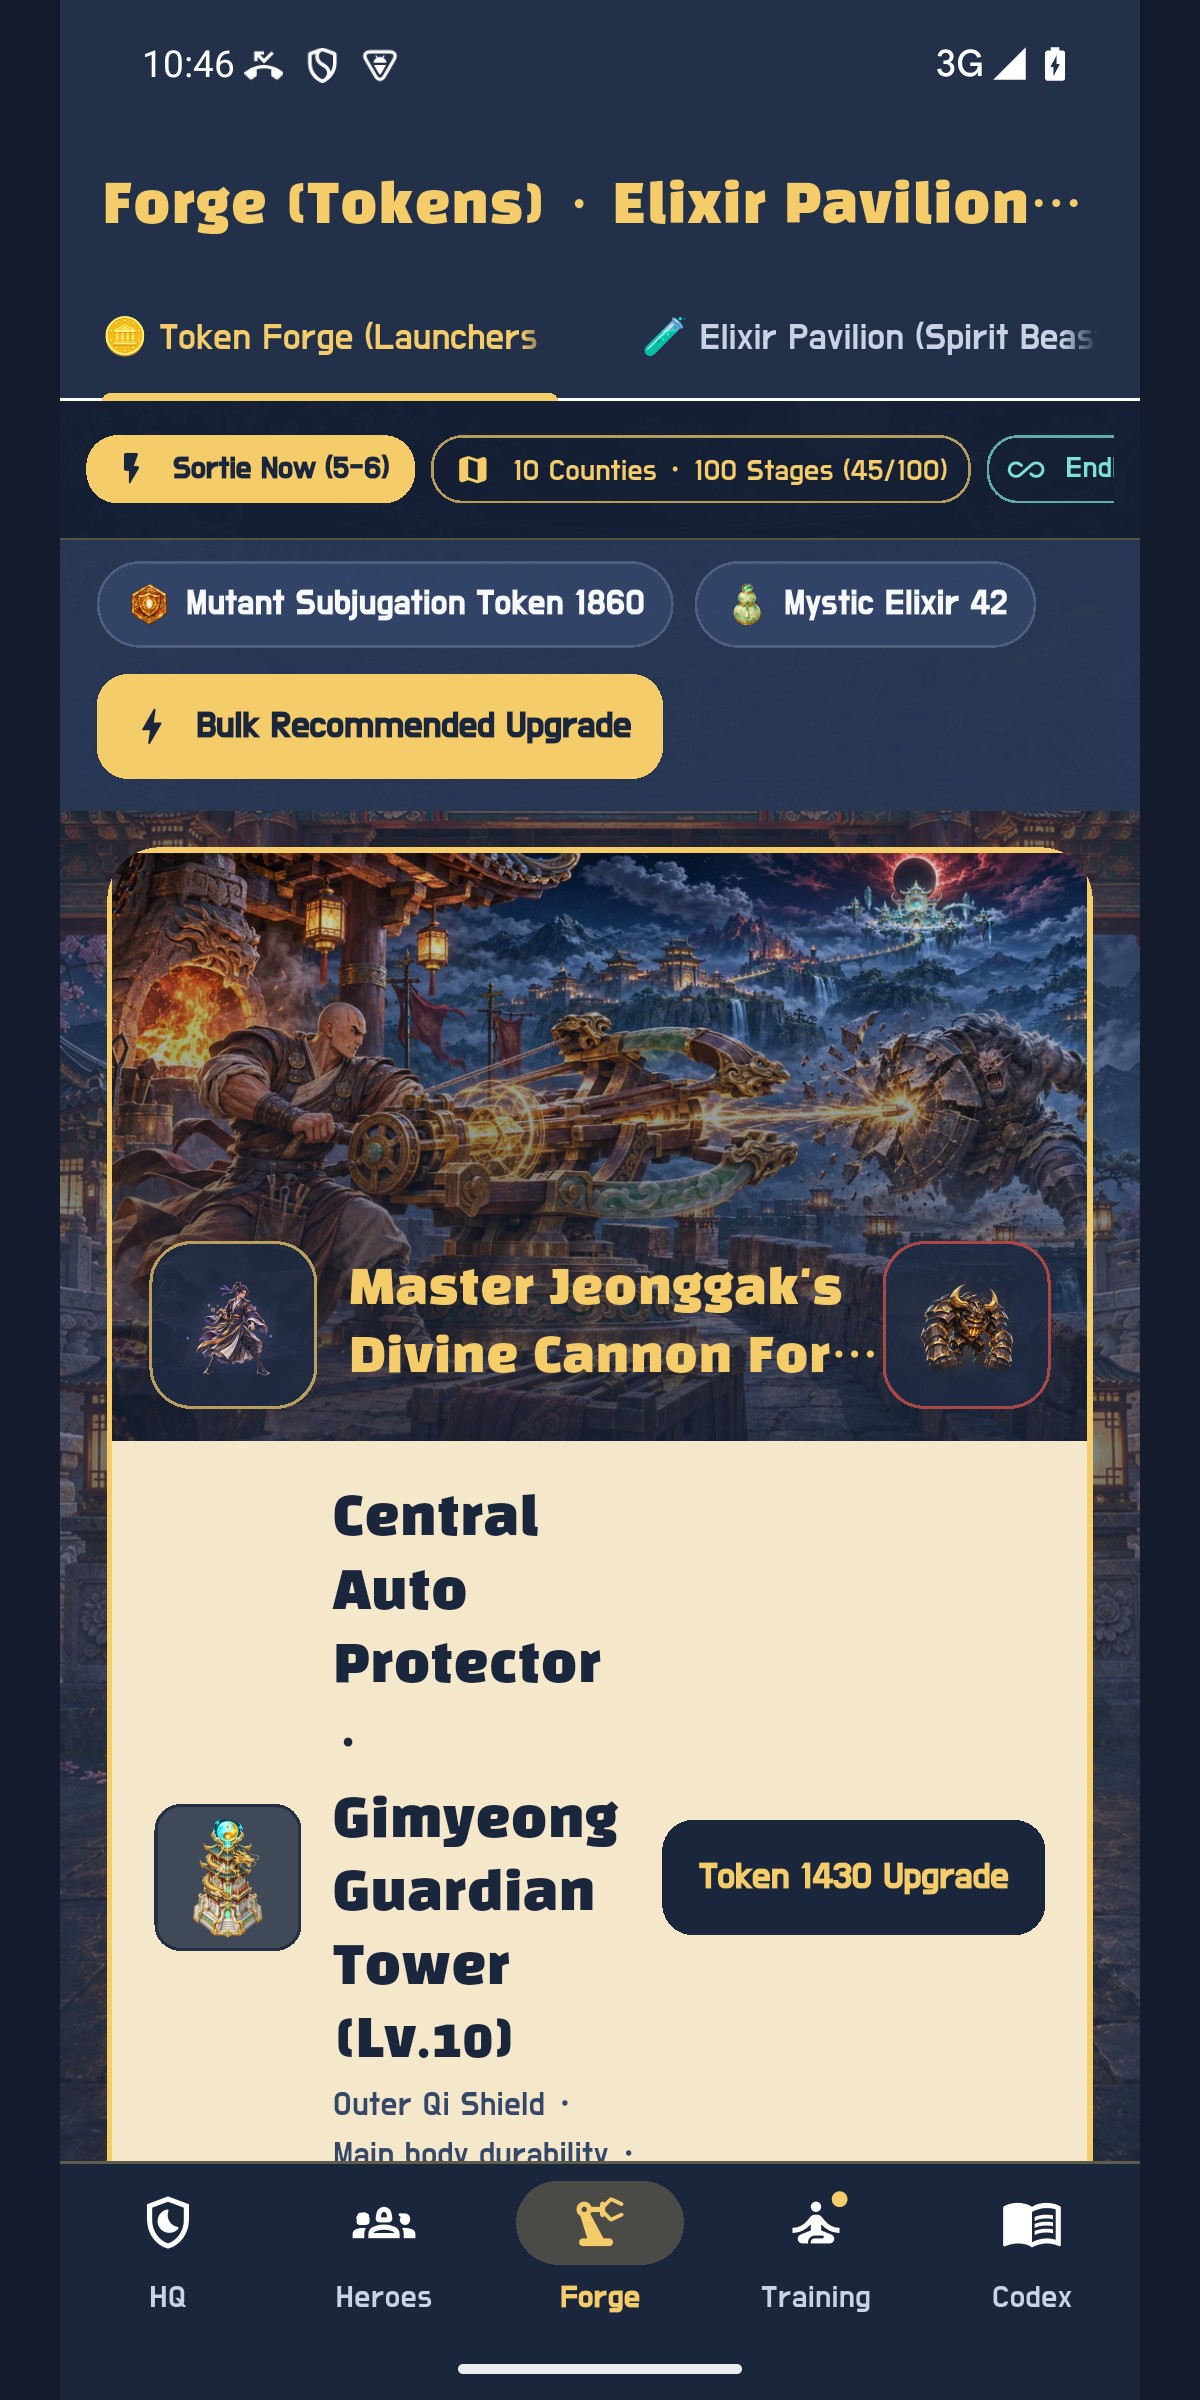 10:46
3G
Forge (Tokens) · Elixir Pavilion…
Token Forge (Launchers
Elixir Pavilion (Spirit Beas
Sortie Now (5-6)
10 Counties · 100 Stages (45/100)
Endl
Mutant Subjugation Token 1860
Mystic Elixir 42
Bulk Recommended Upgrade
Master Jeonggak's
Divine Cannon For…
Central
Auto
Protector
·
Gimyeong
Guardian
Tower
(Lv.10)
Token 1430 Upgrade
Outer Qi Shield ·
Main body durability ·
HQ
Heroes
Forge
Training
Codex